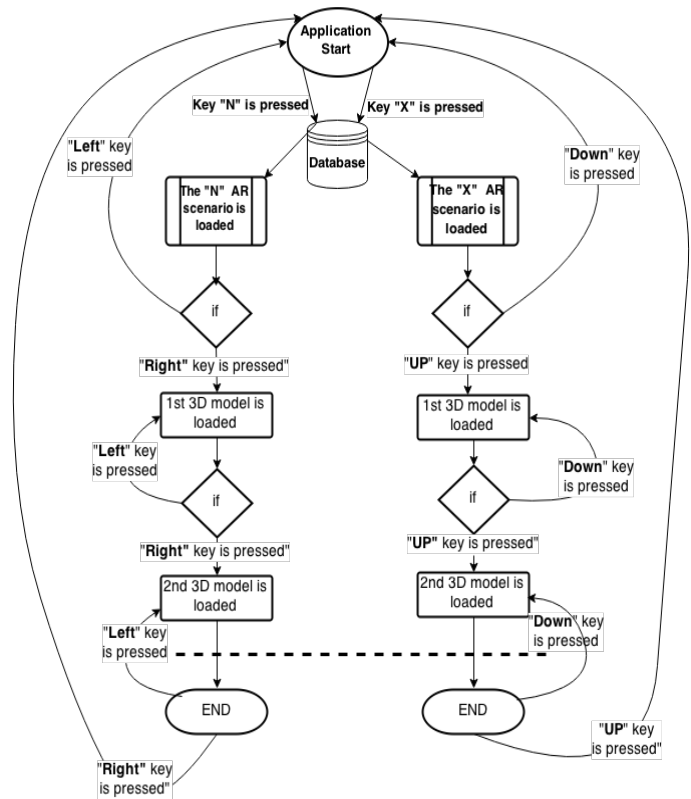 Application
Start
Key "N" is pressed
Key "X" is pressed
"Left" key
is pressed
"Down" key
is pressed
Database
The "N" AR
scenario is
loaded
The "X" AR
scenario is
loaded
if
if
"Right" key is pressed"
"UP" key is pressed
1st 3D model is
loaded
1st 3D model is
loaded
"Left" key
is pressed
"Down" key
is pressed
if
if
"Right" key is pressed"
"UP" key is pressed"
2nd 3D model is
loaded
2nd 3D model is
loaded
"Left" key
is pressed
"Down" key
is pressed
END
END
"UP" key
is pressed"
"Right" key
is pressed"